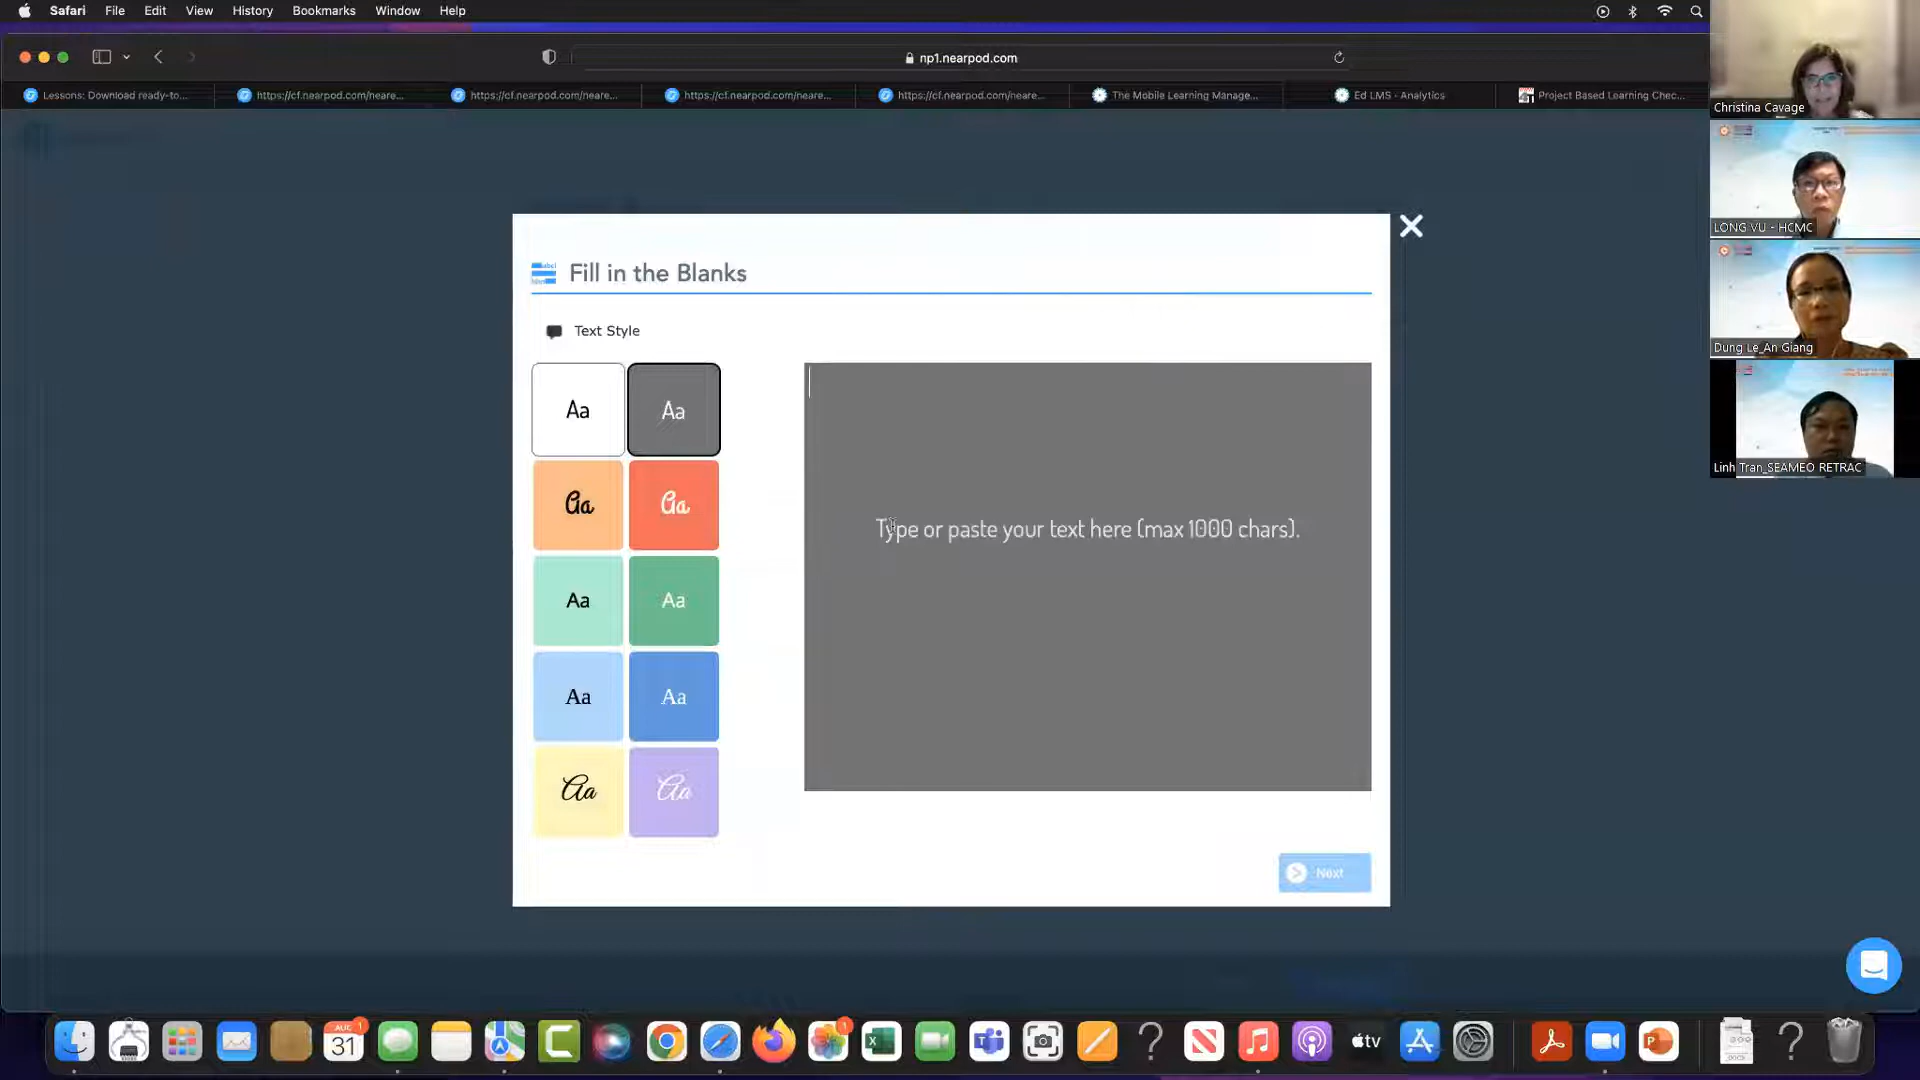 Safari File Edit View History Bookmarks Window Help
np1.nearpod.com
Lessons: Download ready-to...
https://cf.nearpod.com/neare...
https://cf.nearpod.com/neare...
https://cf.nearpod.com/neare...
https://cf.nearpod.com/neare...
The Mobile Learning Manage...
Ed LMS - Analytics
Project Based Learning Chec...
Christina Cavage
LONG VU - HCMC
Dung Le_An Giang
Linh Tran_SEAMEO RETRAC
Fill in the Blanks
Text Style
Aa Aa
Aa Aa
Aa Aa
Aa Aa
Aa Aa
Type or paste your text here (max 1000 chars).
Next
AUG 1
31
1
tv